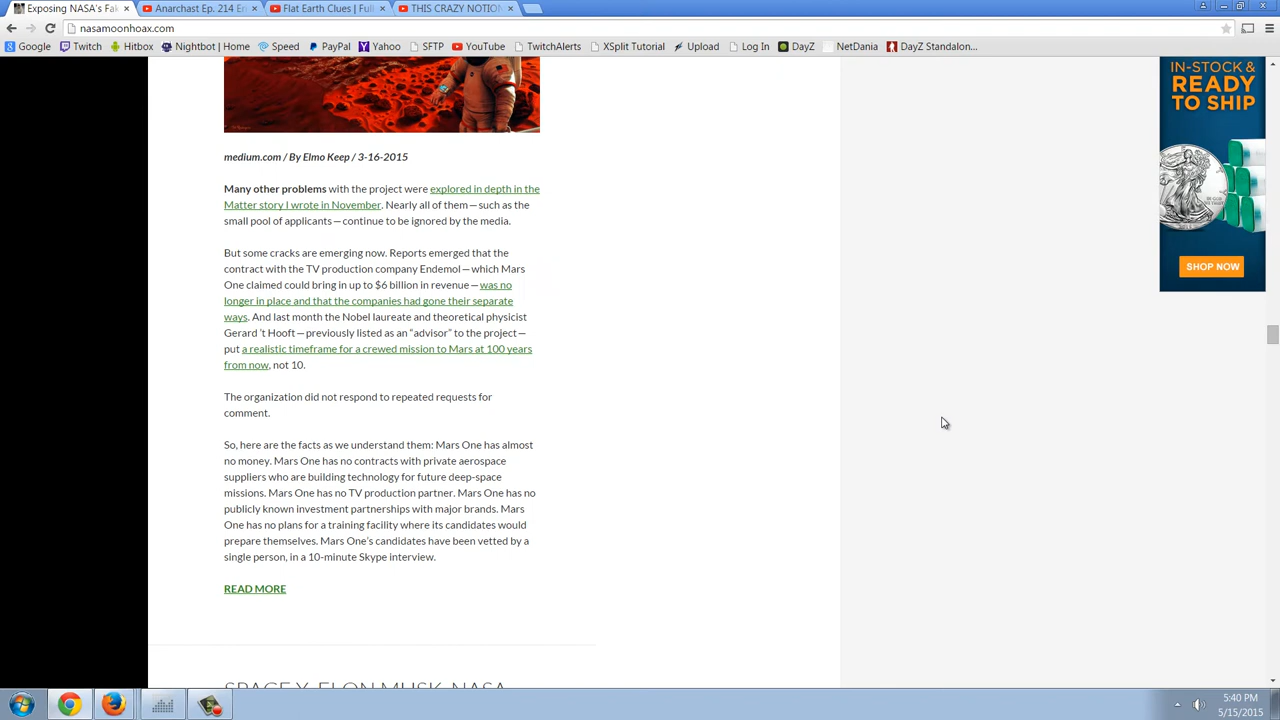 Exposing NASA's Fak
Anarchast Ep. 214 Er
Flat Earth Clues | Full
THIS CRAZY NOTION
nasamoonhoax.com
Google
Twitch
Hitbox
Nightbot | Home
Speed
PayPal
Yahoo
SFTP
YouTube
TwitchAlerts
XSplit Tutorial
Upload
Log In
DayZ
NetDania
DayZ Standalon...
IN-STOCK &
READY
TO SHIP
SHOP NOW
medium.com / By Elmo Keep / 3-16-2015
Many other problems with the project were explored in depth in the
Matter story I wrote in November. Nearly all of them—such as the
small pool of applicants—continue to be ignored by the media.
But some cracks are emerging now. Reports emerged that the
contract with the TV production company Endemol—which Mars
One claimed could bring in up to $6 billion in revenue—was no
longer in place and that the companies had gone their separate
ways. And last month the Nobel laureate and theoretical physicist
Gerard 't Hooft—previously listed as an "advisor" to the project—
put a realistic timeframe for a crewed mission to Mars at 100 years
from now, not 10.
The organization did not respond to repeated requests for
comment.
So, here are the facts as we understand them: Mars One has almost
no money. Mars One has no contracts with private aerospace
suppliers who are building technology for future deep-space
missions. Mars One has no TV production partner. Mars One has no
publicly known investment partnerships with major brands. Mars
One has no plans for a training facility where its candidates would
prepare themselves. Mars One's candidates have been vetted by a
single person, in a 10-minute Skype interview.
READ MORE
SPACE X, ELON MUSK, NASA
5:40 PM
5/15/2015